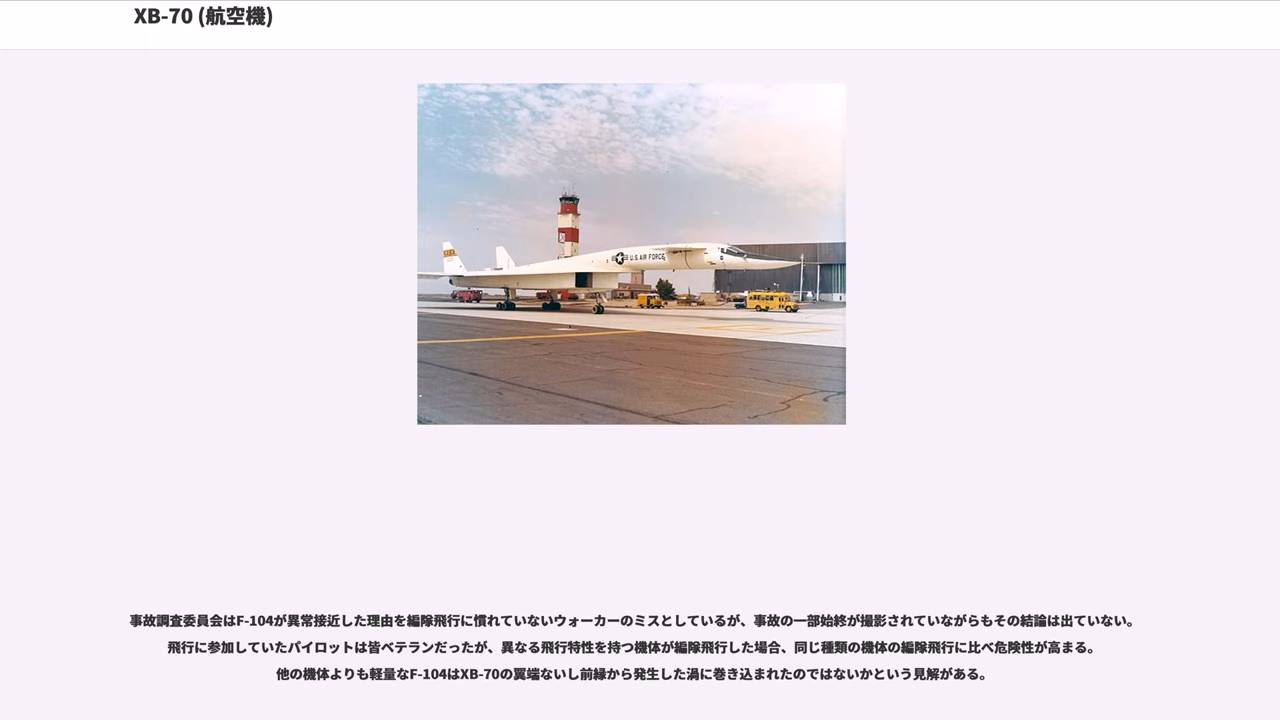 XB-70 (航空機)
U.S. AIR FORCE
事故調査委員会はF-104が異常接近した理由を編隊飛行に慣れていないウォーカーのミスとしているが、事故の一部始終が撮影されていながらもその結論は出ていない。
飛行に参加していたパイロットは皆ベテランだったが、異なる飛行特性を持つ機体が編隊飛行した場合、同じ種類の機体の編隊飛行に比べ危険性が高まる。
他の機体よりも軽量なF-104はXB-70の翼端ないし前縁から発生した渦に巻き込まれたのではないかという見解がある。